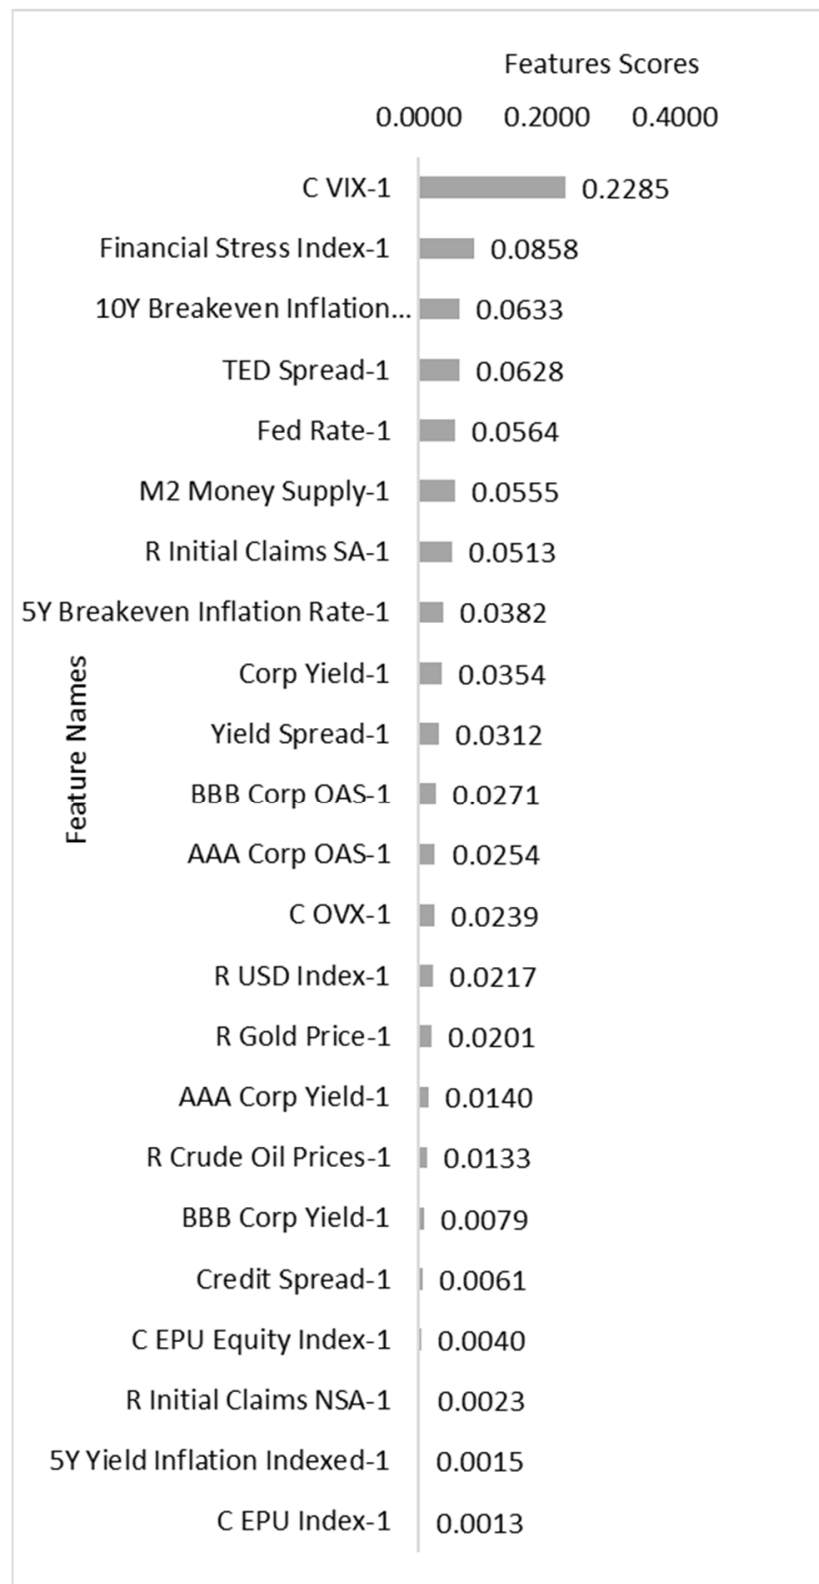 Features Scores
0.0000 0.2000 0.4000
C VIX-1 0.2285
Financial Stress Index-1 0.0858
10Y Breakeven Inflation... 0.0633
TED Spread-1 0.0628
Fed Rate-1 0.0564
M2 Money Supply-1 0.0555
R Initial Claims SA-1 0.0513
5Y Breakeven Inflation Rate-1 0.0382
Corp Yield-1 0.0354
Yield Spread-1 0.0312
BBB Corp OAS-1 0.0271
AAA Corp OAS-1 0.0254
C OVX-1 0.0239
R USD Index-1 0.0217
R Gold Price-1 0.0201
AAA Corp Yield-1 0.0140
R Crude Oil Prices-1 0.0133
BBB Corp Yield-1 0.0079
Credit Spread-1 0.0061
C EPU Equity Index-1 0.0040
R Initial Claims NSA-1 0.0023
5Y Yield Inflation Indexed-1 0.0015
C EPU Index-1 0.0013
Feature Names